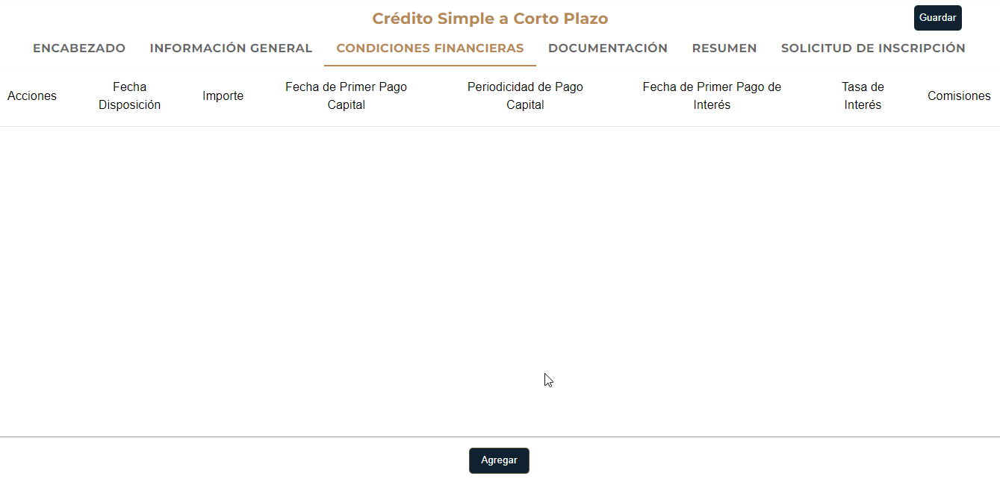 Crédito Simple a Corto Plazo
Guardar
ENCABEZADO
INFORMACIÓN GENERAL
CONDICIONES FINANCIERAS
DOCUMENTACIÓN
RESUMEN
SOLICITUD DE INSCRIPCIÓN
Acciones
Fecha
Disposición
Importe
Fecha de Primer Pago
Capital
Periodicidad de Pago
Capital
Fecha de Primer Pago de
Interés
Tasa de
Interés
Comisiones
Agregar